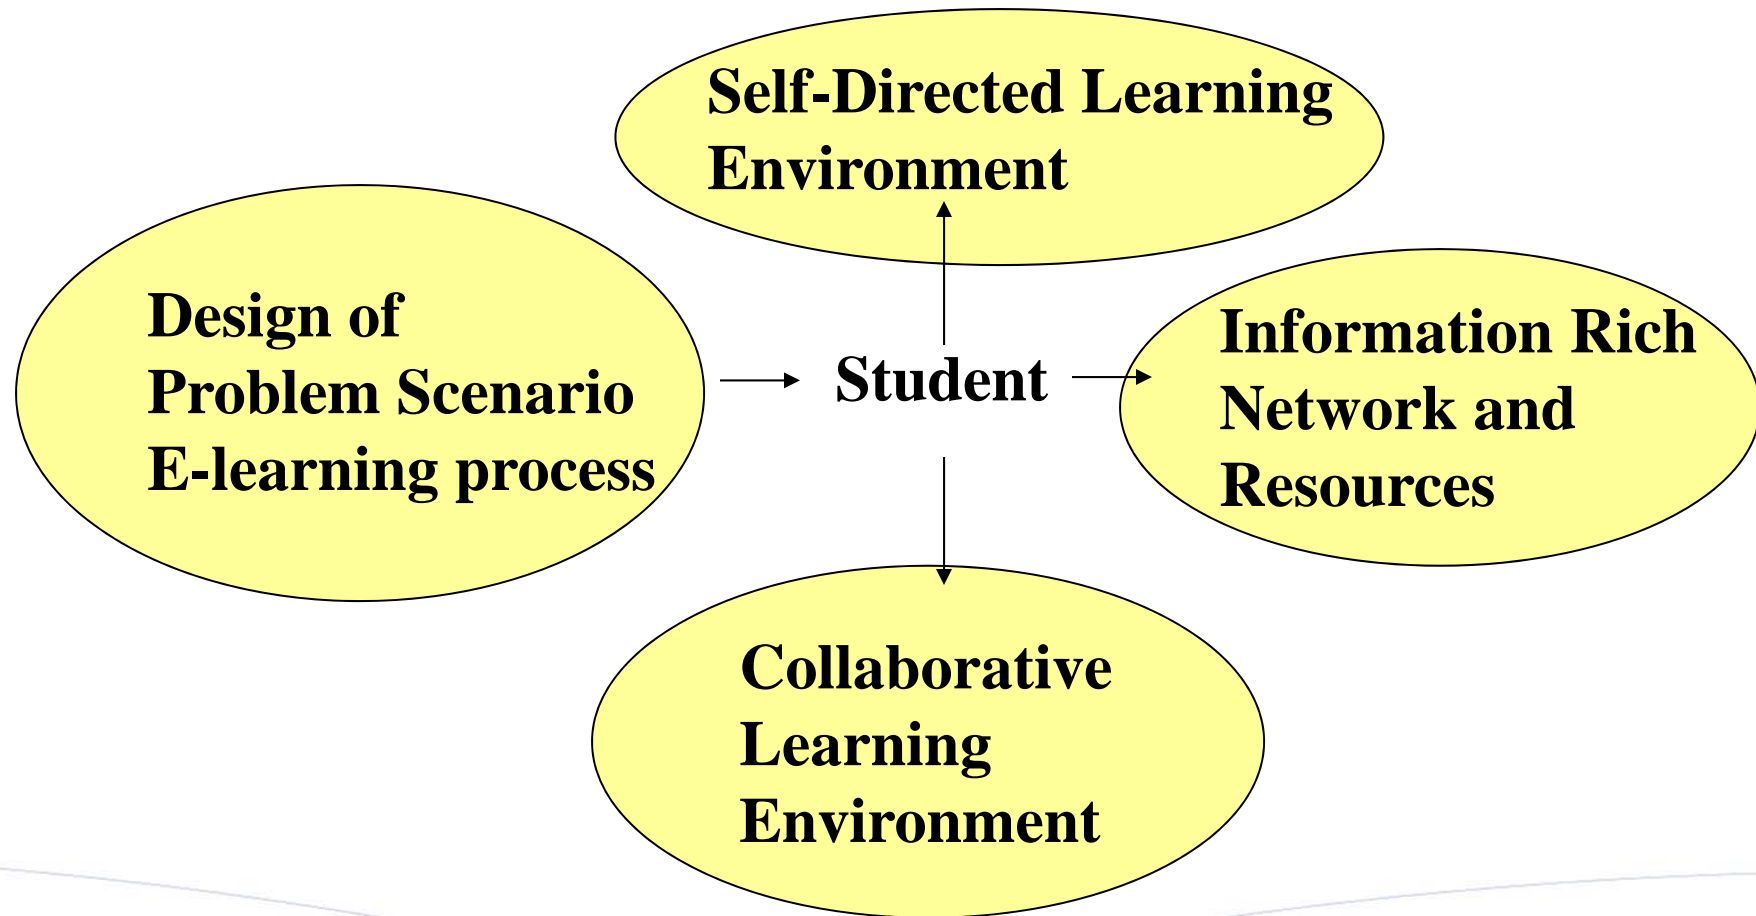 Self-Directed Learning
Environment
Design of
Problem Scenario
E-learning process
Student
Information Rich
Network and
Resources
Collaborative
Learning
Environment